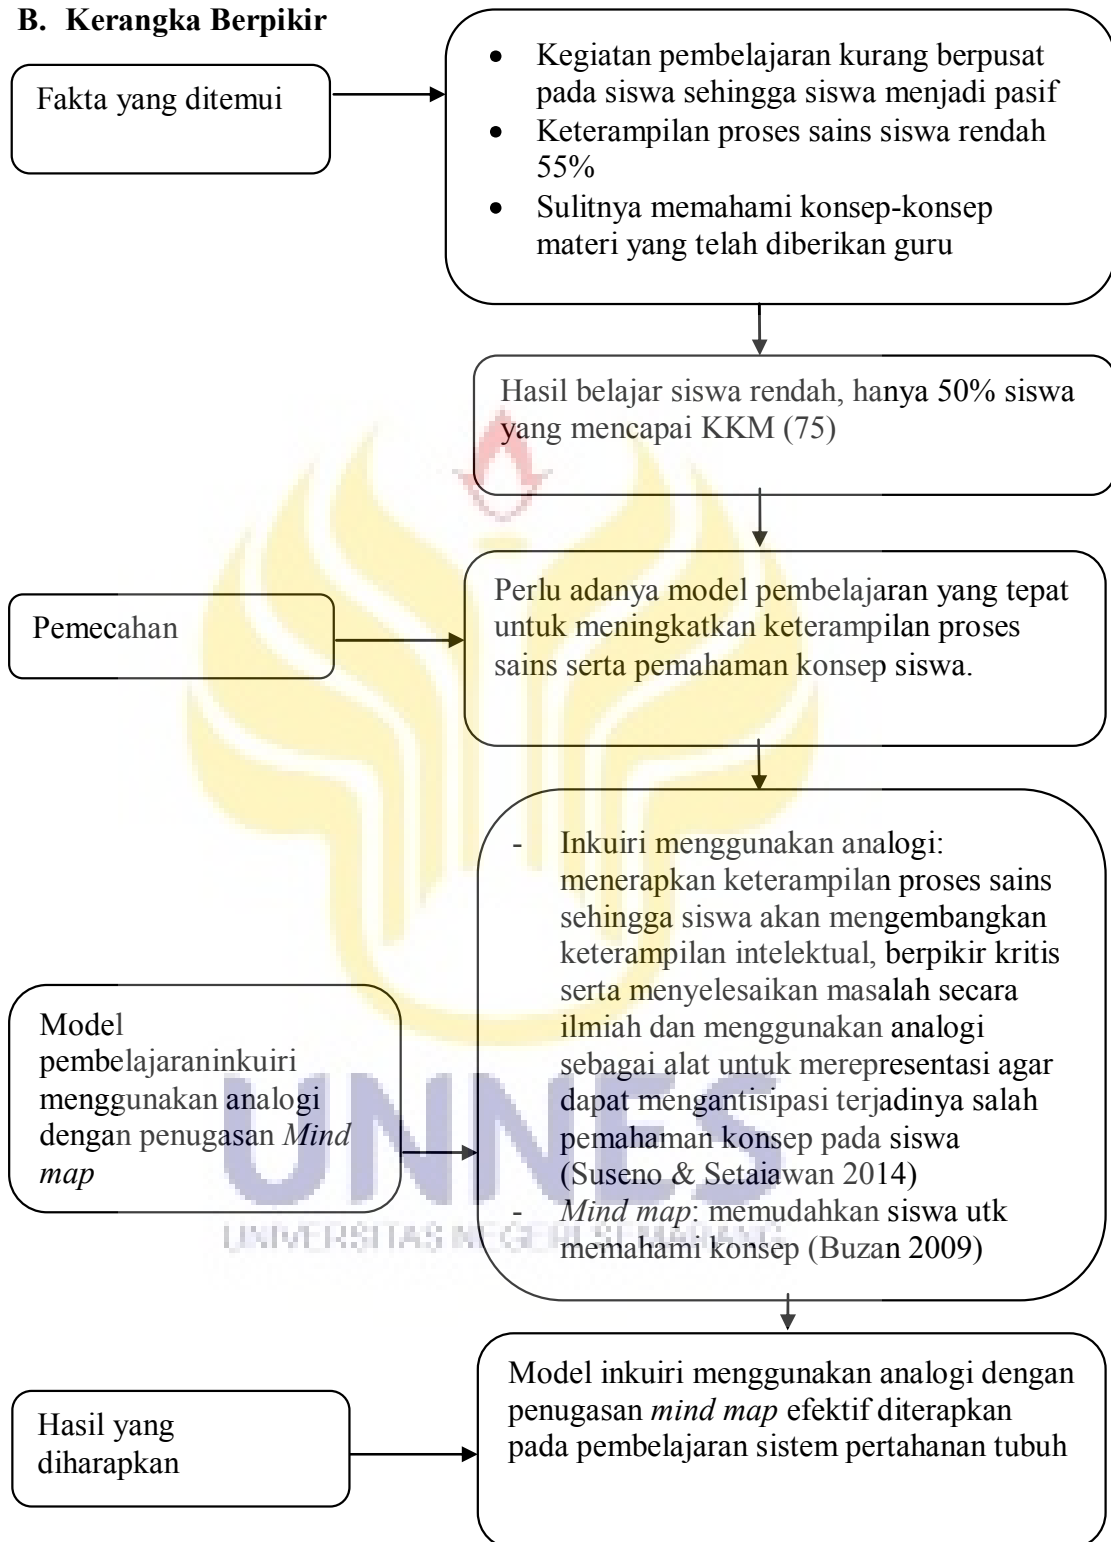 B. Kerangka Berpikir
Fakta yang ditemui
• Kegiatan pembelajaran kurang berpusat
pada siswa sehingga siswa menjadi pasif
• Keterampilan proses sains siswa rendah
55%
• Sulitnya memahami konsep-konsep
materi yang telah diberikan guru
Hasil belajar siswa rendah, hanya 50% siswa
yang mencapai KKM (75)
Pemecahan
Perlu adanya model pembelajaran yang tepat
untuk meningkatkan keterampilan proses
sains serta pemahaman konsep siswa.
Model
pembelajaraninkuiri
menggunakan analogi
dengan penugasan Mind
map
- Inkuiri menggunakan analogi:
menerapkan keterampilan proses sains
sehingga siswa akan mengembangkan
keterampilan intelektual, berpikir kritis
serta menyelesaikan masalah secara
ilmiah dan menggunakan analogi
sebagai alat untuk merepresentasi agar
dapat mengantisipasi terjadinya salah
pemahaman konsep pada siswa
(Suseno & Setaiawan 2014)
- Mind map: memudahkan siswa utk
memahami konsep (Buzan 2009)
UNNES
UNIVERSITAS NEGERI SEMARANG
Hasil yang
diharapkan
Model inkuiri menggunakan analogi dengan
penugasan mind map efektif diterapkan
pada pembelajaran sistem pertahanan tubuh